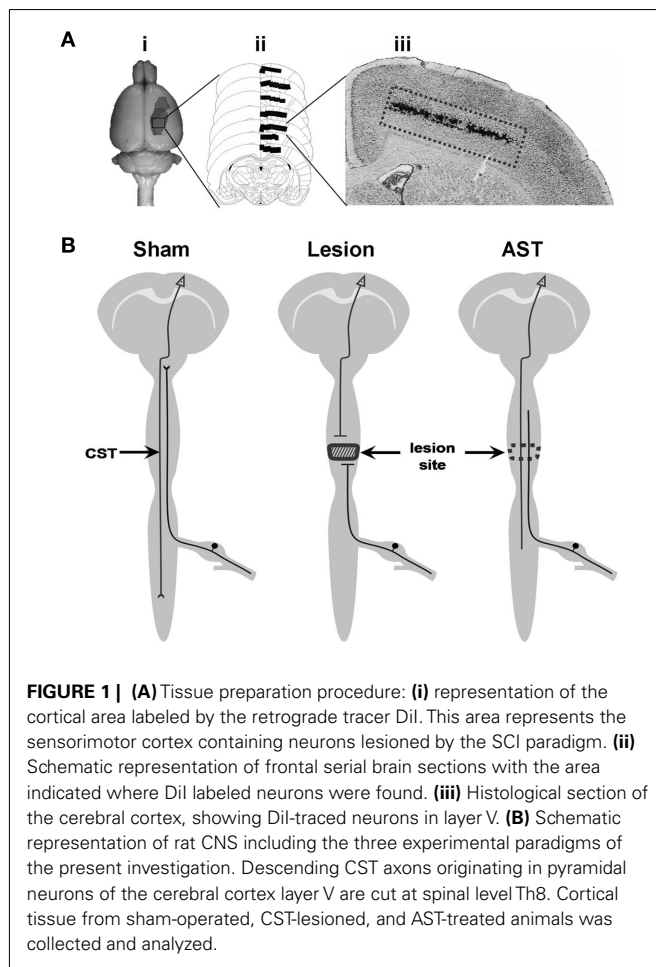 A
i
ii
iii
B
Sham
Lesion
AST
CST
lesion
site
FIGURE 1 | (A) Tissue preparation procedure: (i) representation of the
cortical area labeled by the retrograde tracer DiI. This area represents the
sensorimotor cortex containing neurons lesioned by the SCI paradigm. (ii)
Schematic representation of frontal serial brain sections with the area
indicated where DiI labeled neurons were found. (iii) Histological section of
the cerebral cortex, showing DiI-traced neurons in layer V. (B) Schematic
representation of rat CNS including the three experimental paradigms of
the present investigation. Descending CST axons originating in pyramidal
neurons of the cerebral cortex layer V are cut at spinal level Th8. Cortical
tissue from sham-operated, CST-lesioned, and AST-treated animals was
collected and analyzed.